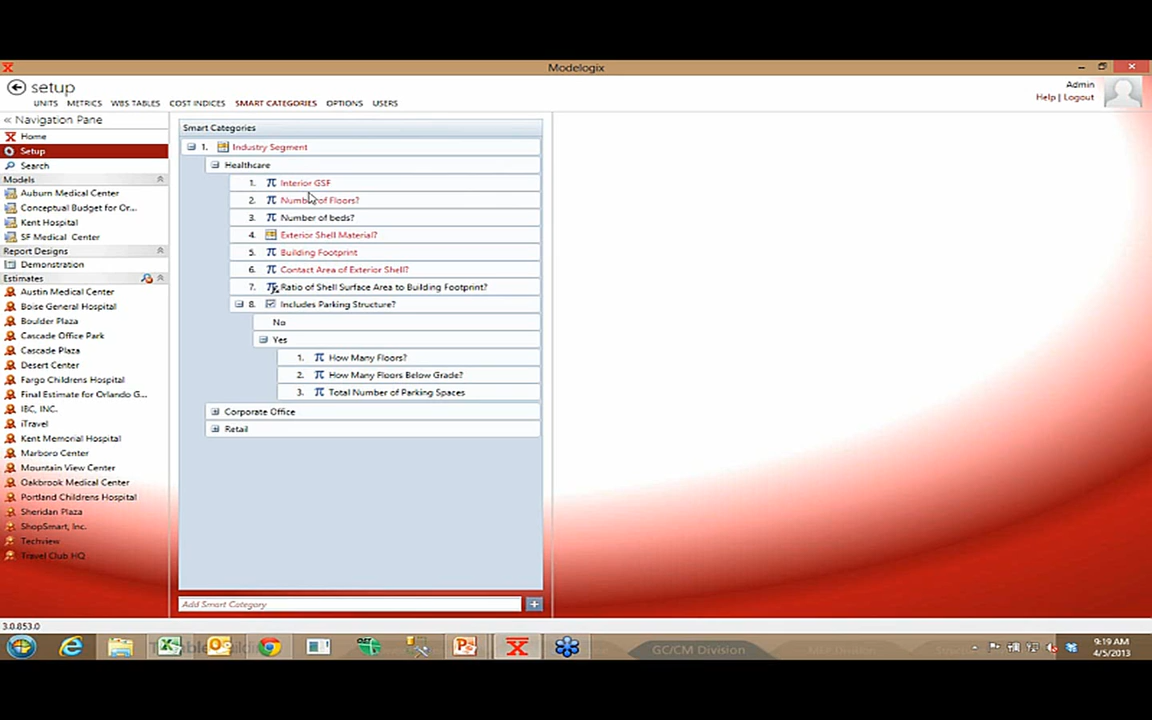 Modelogix
setup
UNITS METRICS WBS TABLES COST INDICES SMART CATEGORIES OPTIONS USERS
Admin
Help | Logout
« Navigation Pane
Home
Setup
Search
Models
Auburn Medical Center
Conceptual Budget for Or...
Kent Hospital
SF Medical Center
Report Designs
Demonstration
Estimates
Austin Medical Center
Boise General Hospital
Boulder Plaza
Cascade Office Park
Cascade Plaza
Desert Center
Fargo Childrens Hospital
Final Estimate for Orlando G...
IBC, INC.
iTravel
Kent Memorial Hospital
Marboro Center
Mountain View Center
Oakbrook Medical Center
Portland Childrens Hospital
Sheridan Plaza
ShopSmart, Inc.
Techview
Travel Club HQ
Smart Categories
1. Industry Segment
Healthcare
1. π Interior GSF
2. π Number of Floors?
3. π Number of beds?
4. Exterior Shell Material?
5. π Building Footprint
6. π Contact Area of Exterior Shell?
7. Ratio of Shell Surface Area to Building Footprint?
8. Includes Parking Structure?
No
Yes
1. π How Many Floors?
2. π How Many Floors Below Grade?
3. π Total Number of Parking Spaces
Corporate Office
Retail
Add Smart Category
3.0.853.0
GC/CM Division
9:19 AM
4/5/2013